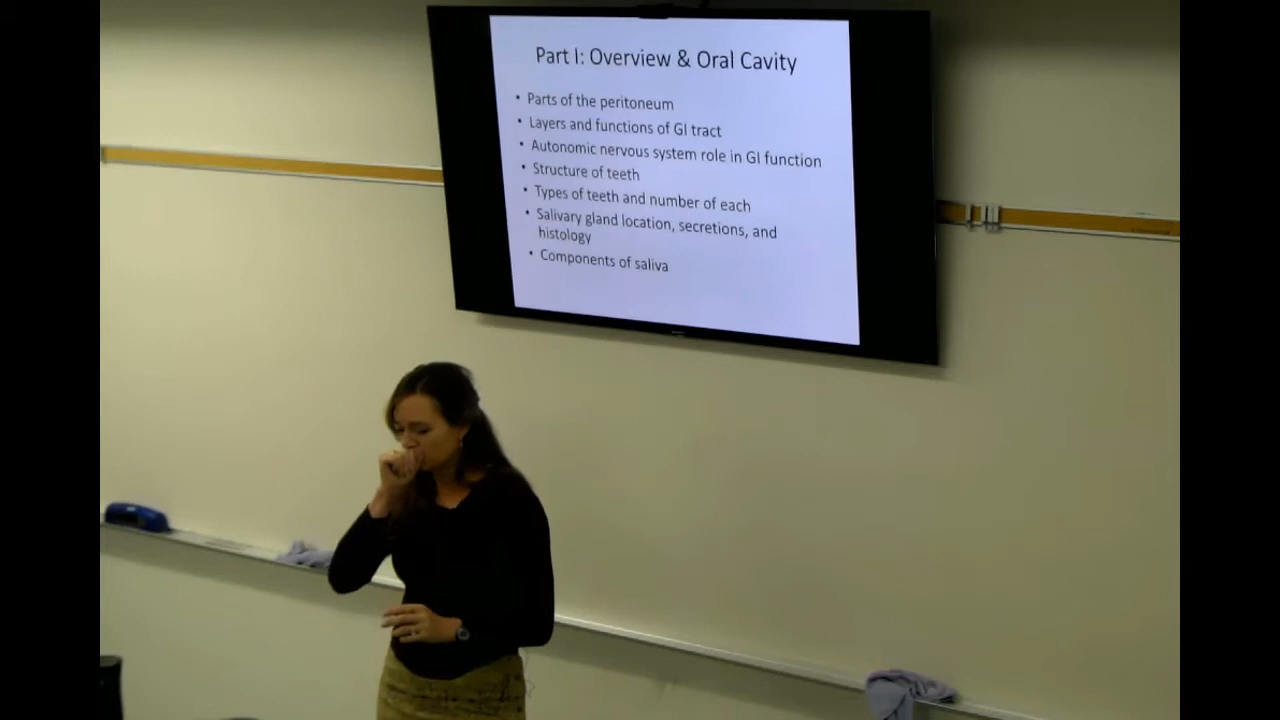 Part I: Overview & Oral Cavity
• Parts of the peritoneum
• Layers and functions of GI tract
• Autonomic nervous system role in GI function
• Structure of teeth
• Types of teeth and number of each
• Salivary gland location, secretions, and
histology
• Components of saliva